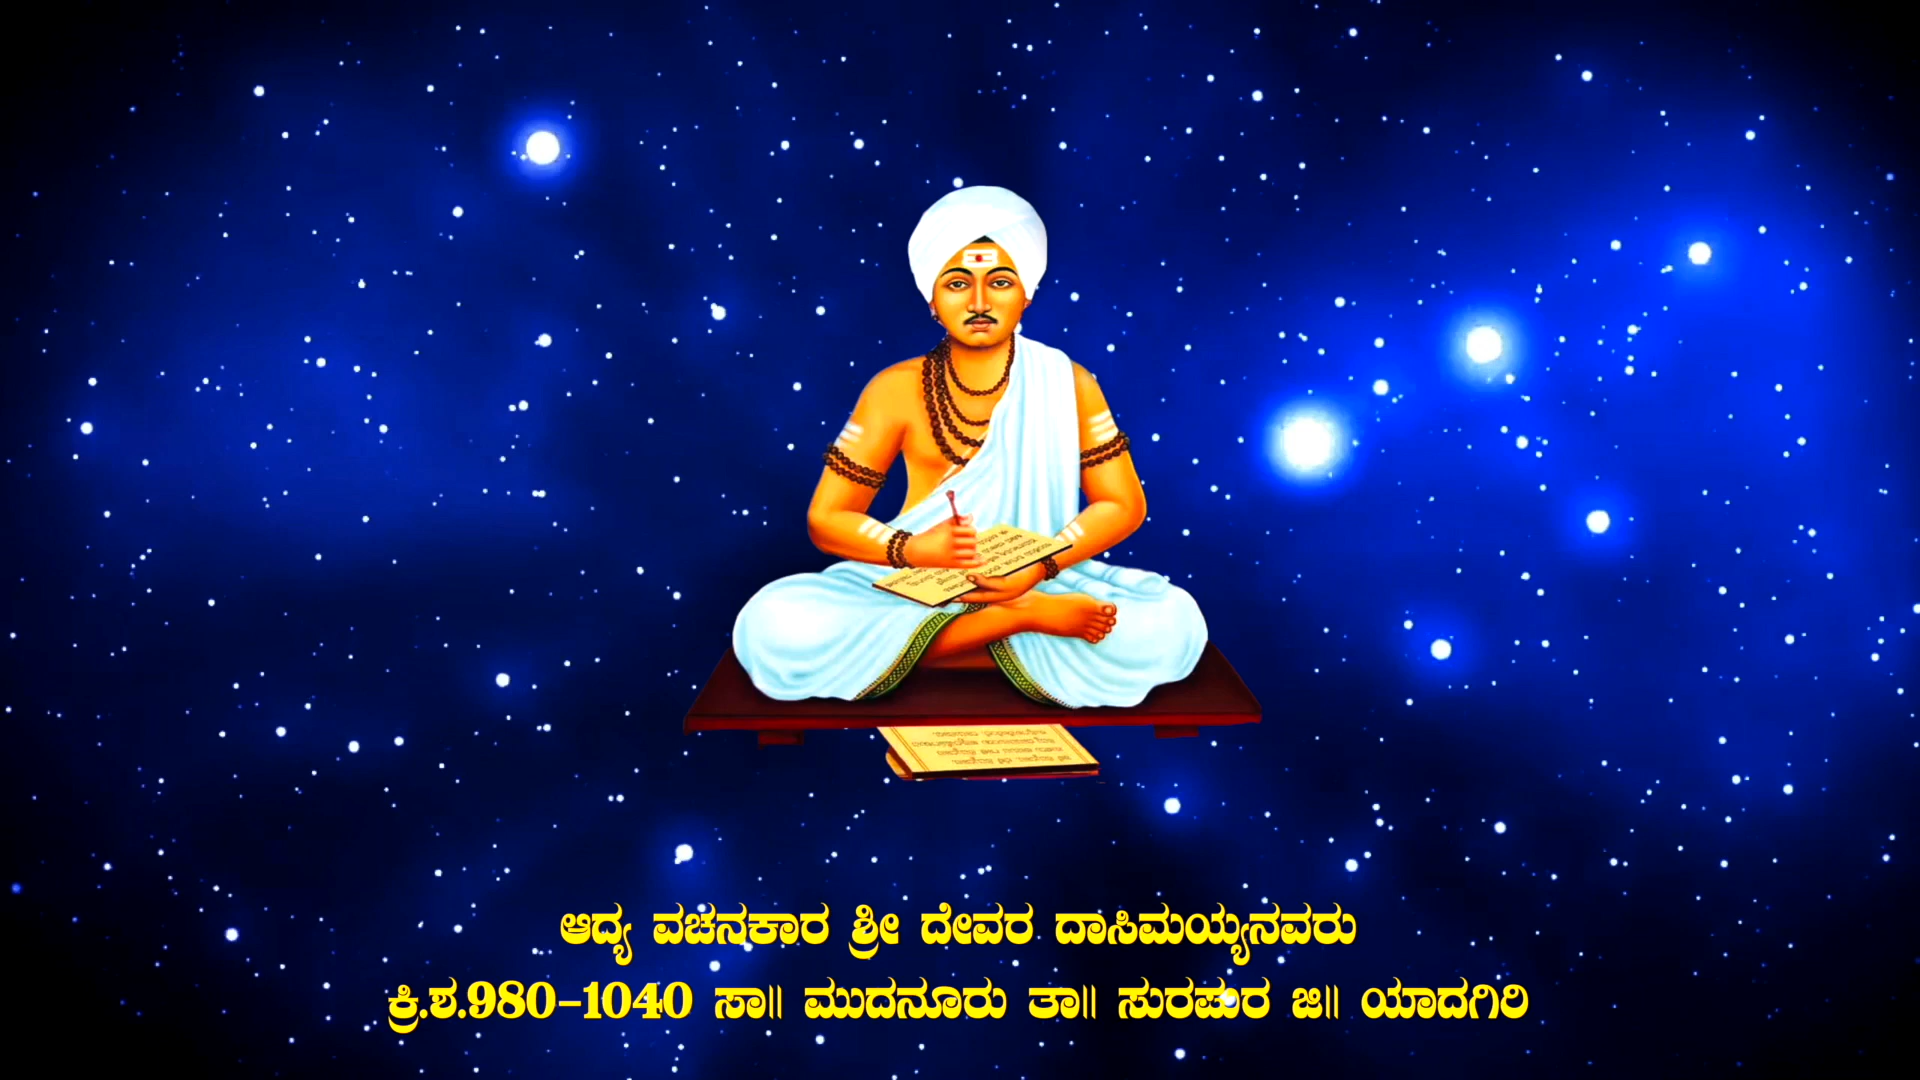 ಆದ್ಯ ವಚನಕಾರ ಶ್ರೀ ದೇವರ ದಾಸಿಮಯ್ಯನವರು
ಕ್ರಿ.ಶ.980-1040 ಸಾ॥ ಮುದನೂರು ತಾ॥ ಸುರಪುರ ಜಿ॥ ಯಾದಗಿರಿ